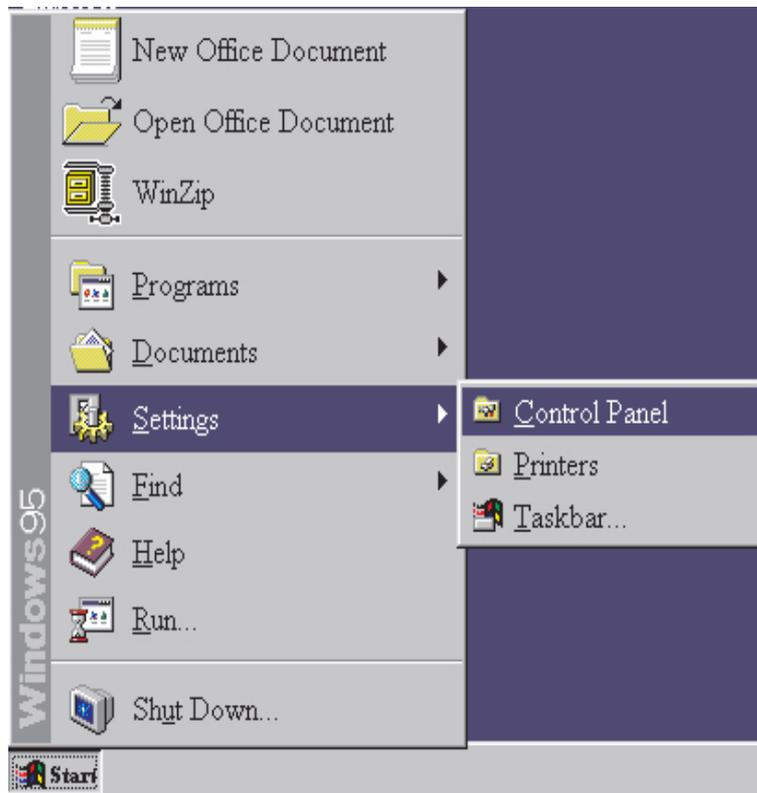 New Office Document
Open Office Document
WinZip
Programs
Documents
Settings
Control Panel
Printers
Taskbar...
Find
Help
Run...
Shut Down...
Windows95
Start